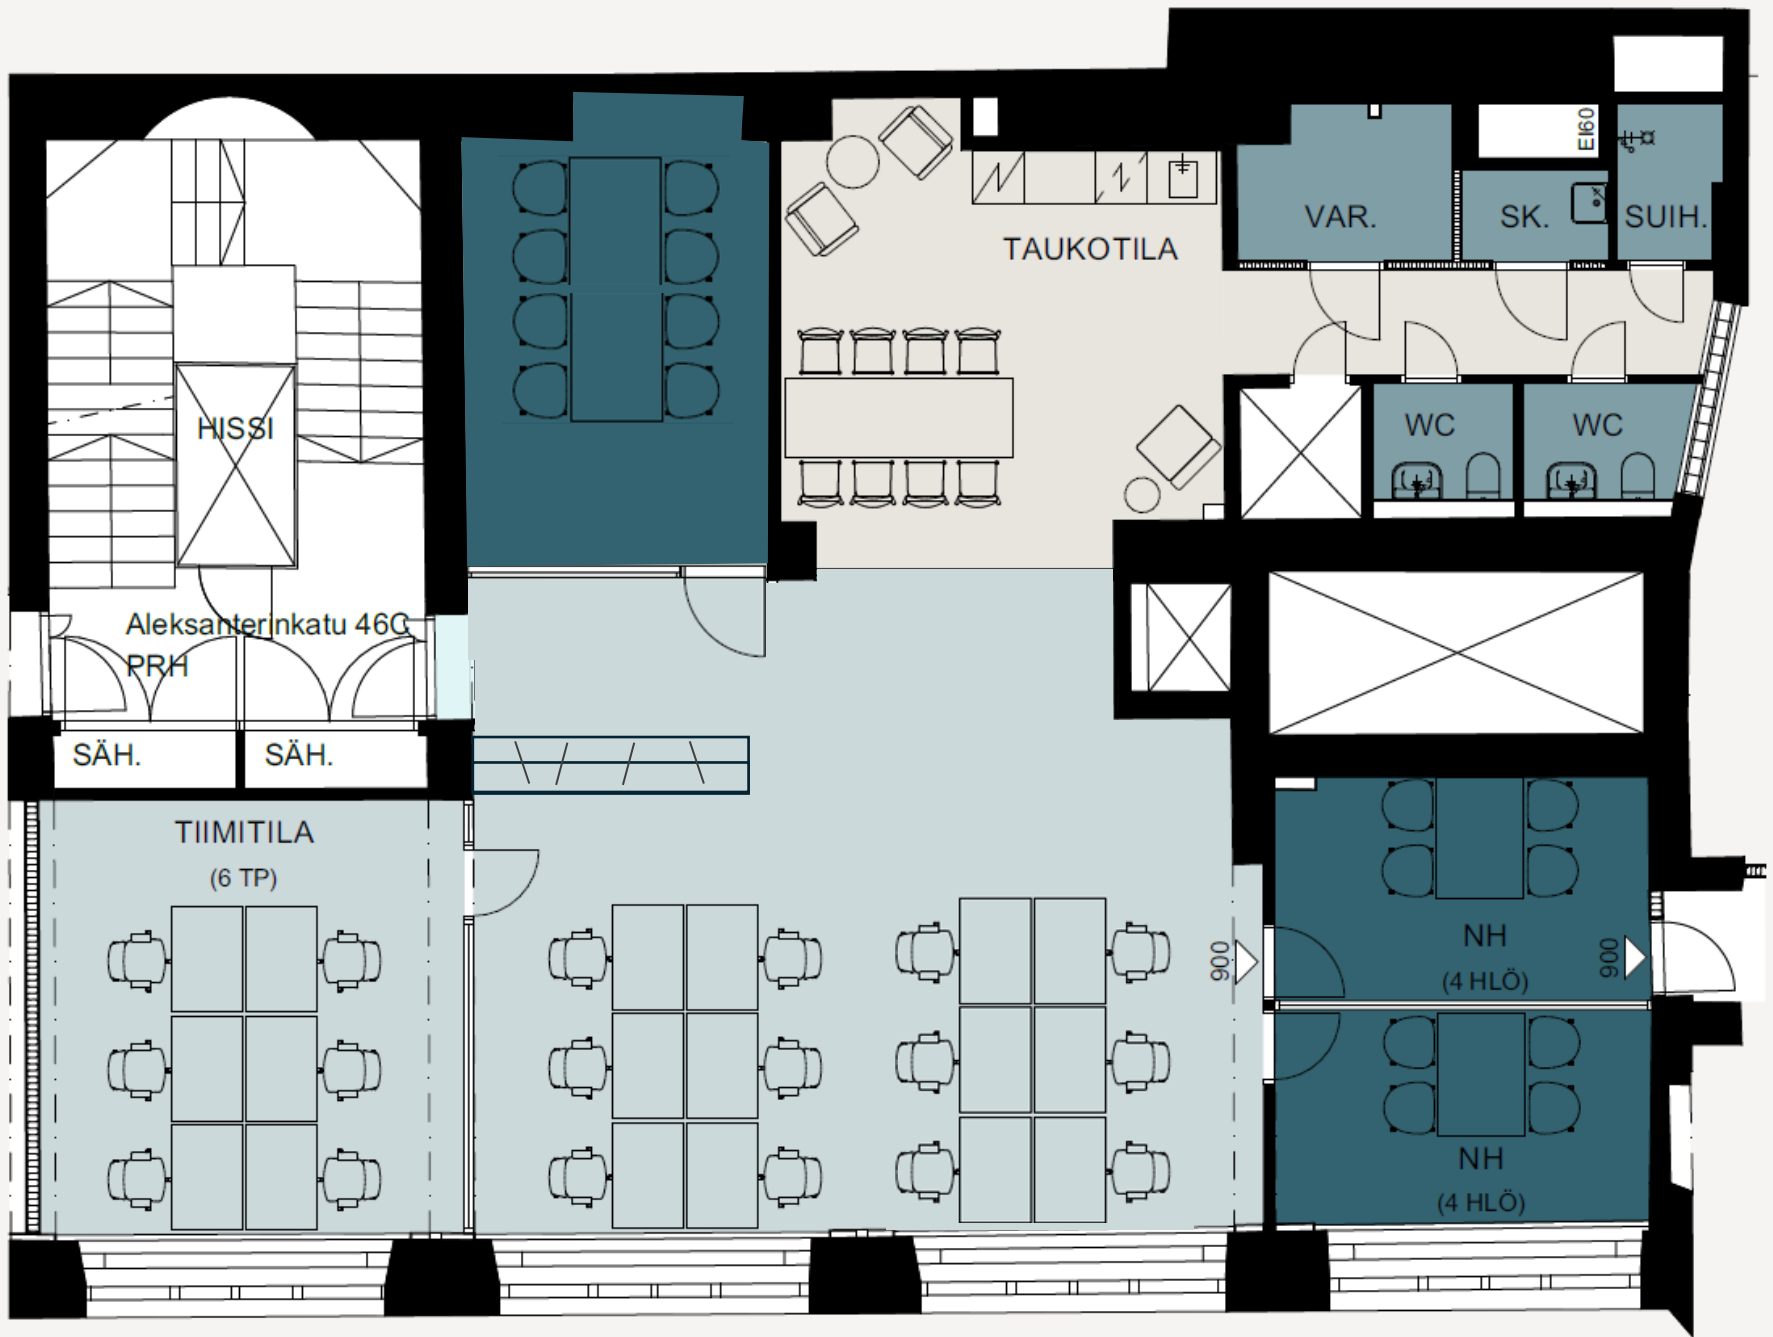 EI60
VAR.
SK.
SUIH.
TAUKOTILA
HISSI
WC
WC
Aleksanterinkatu 46C
PRH
SÄH.
SÄH.
TIIMITILA
(6 TP)
NH
(4 HLÖ)
900
900
NH
(4 HLÖ)